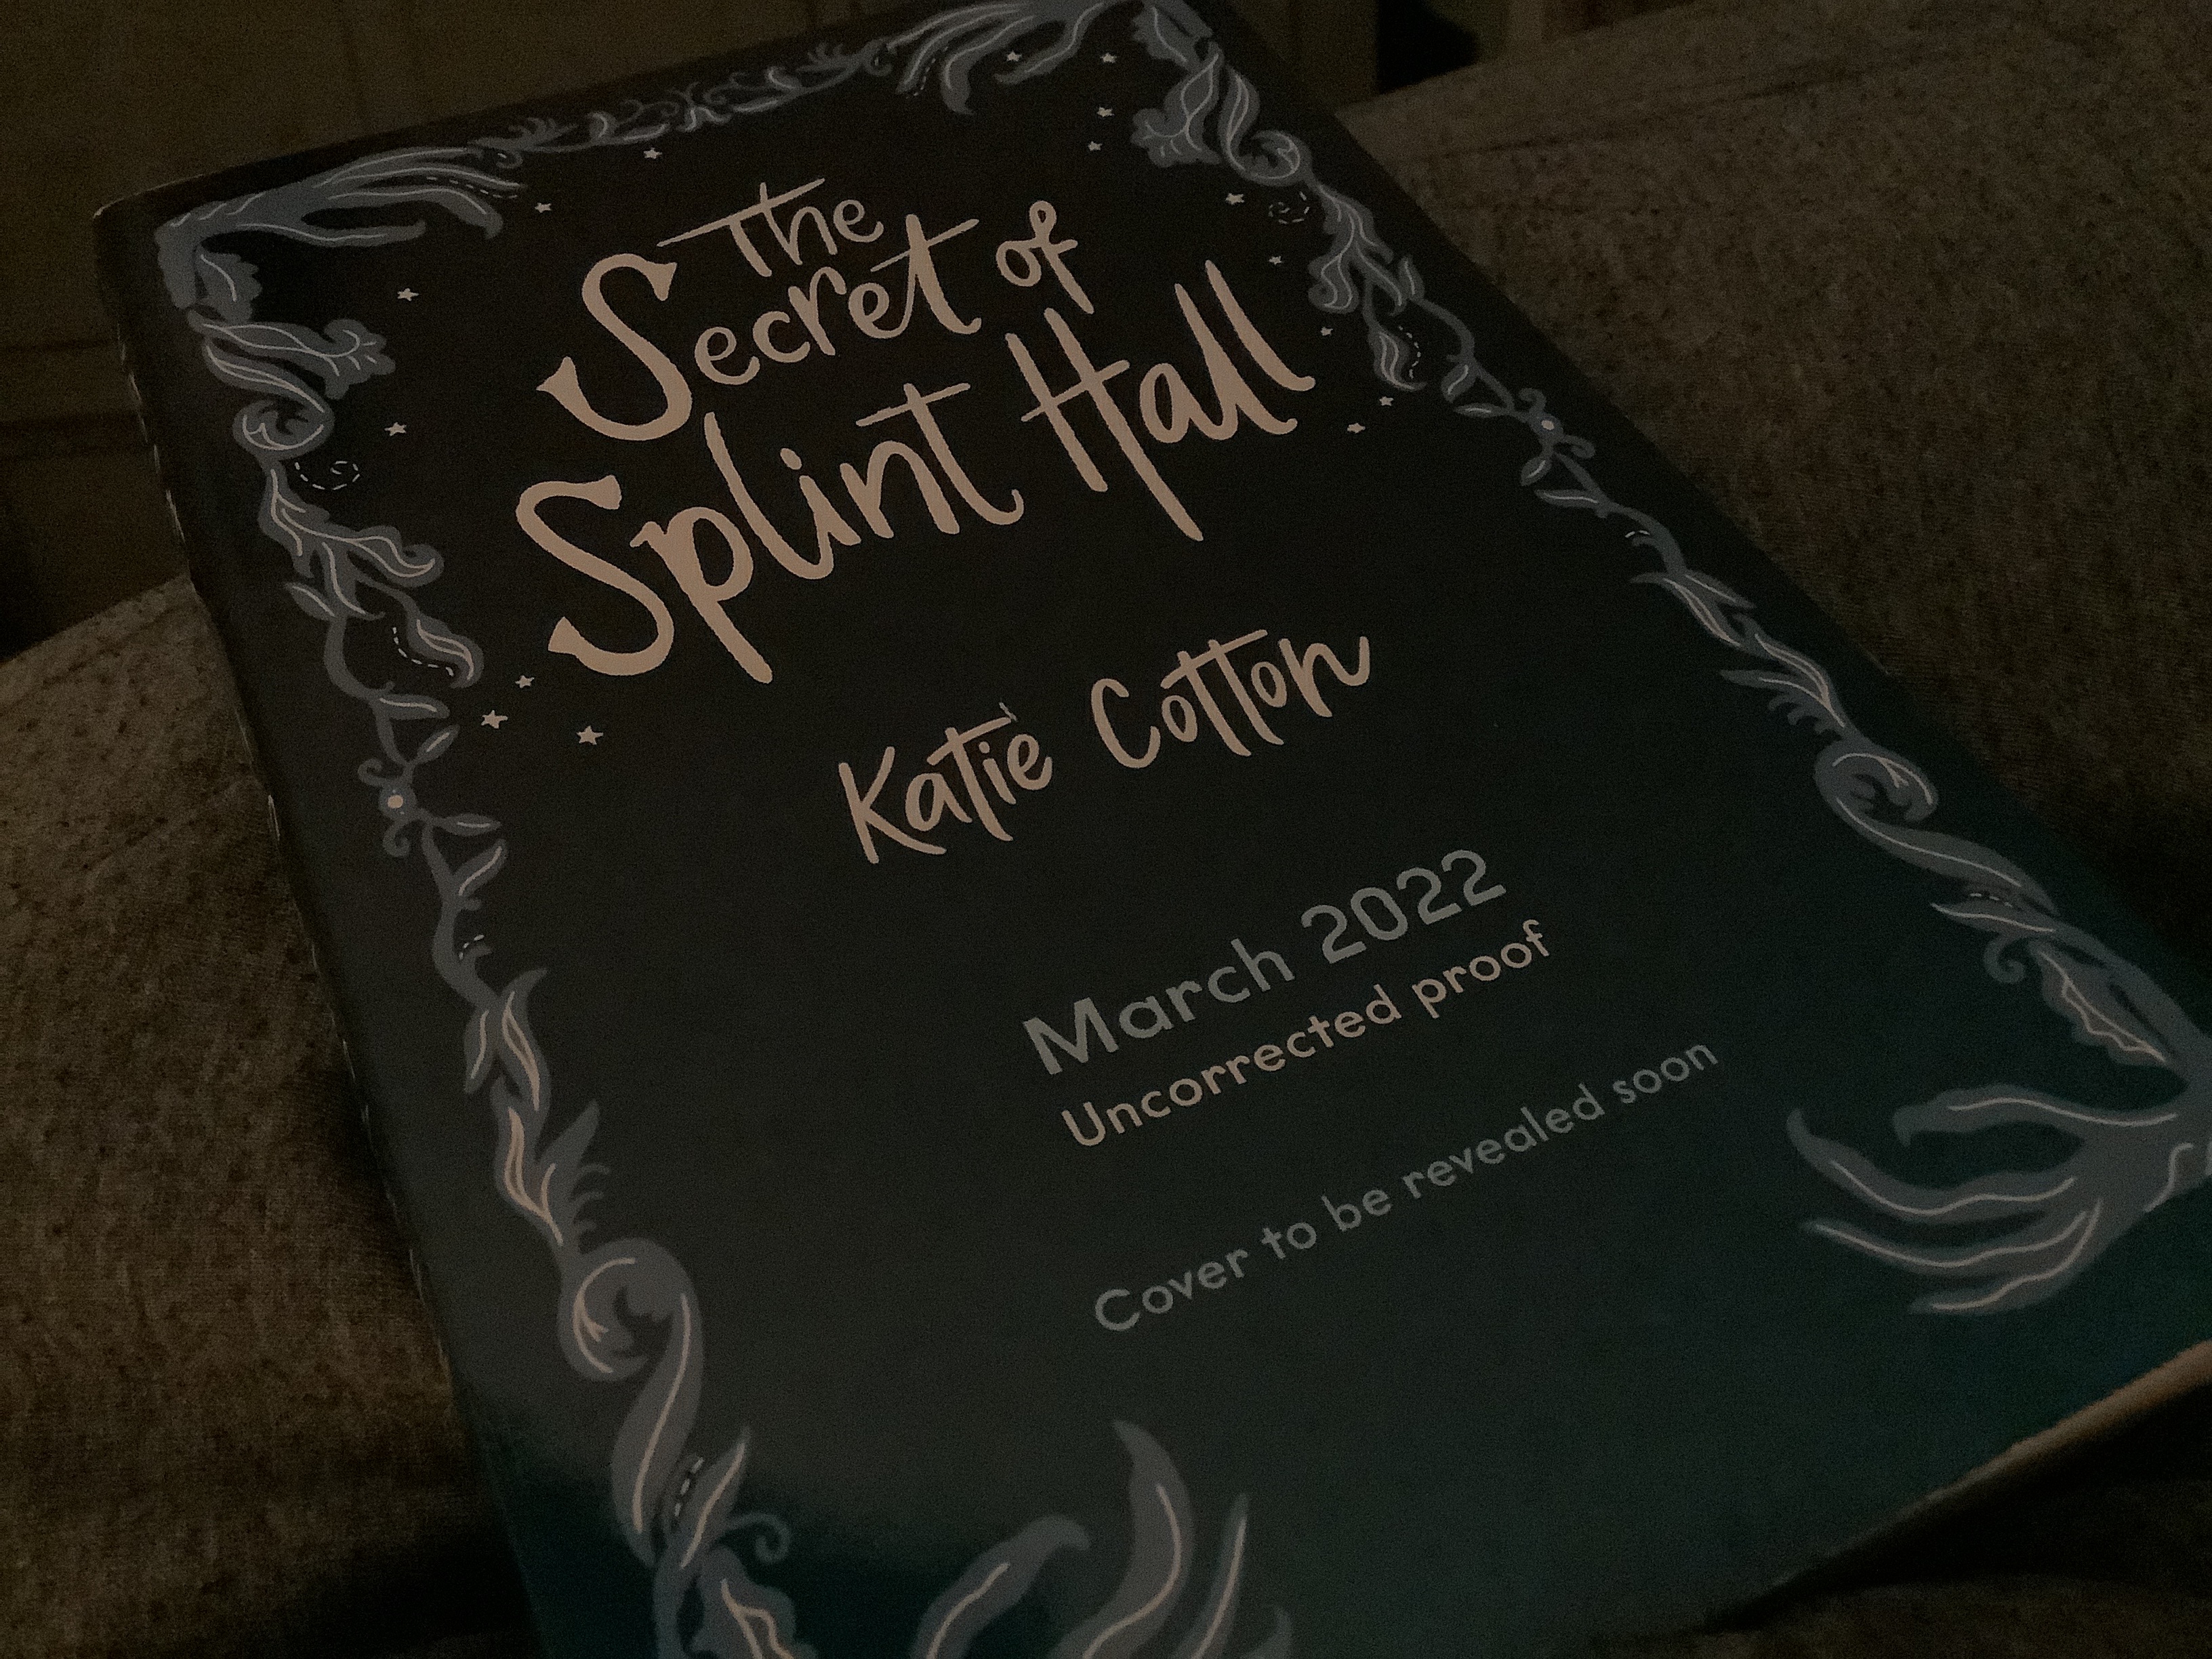 The
Secret of
Splint Hall
Katie Cotton
March 2022
Uncorrected proof
Cover to be revealed soon